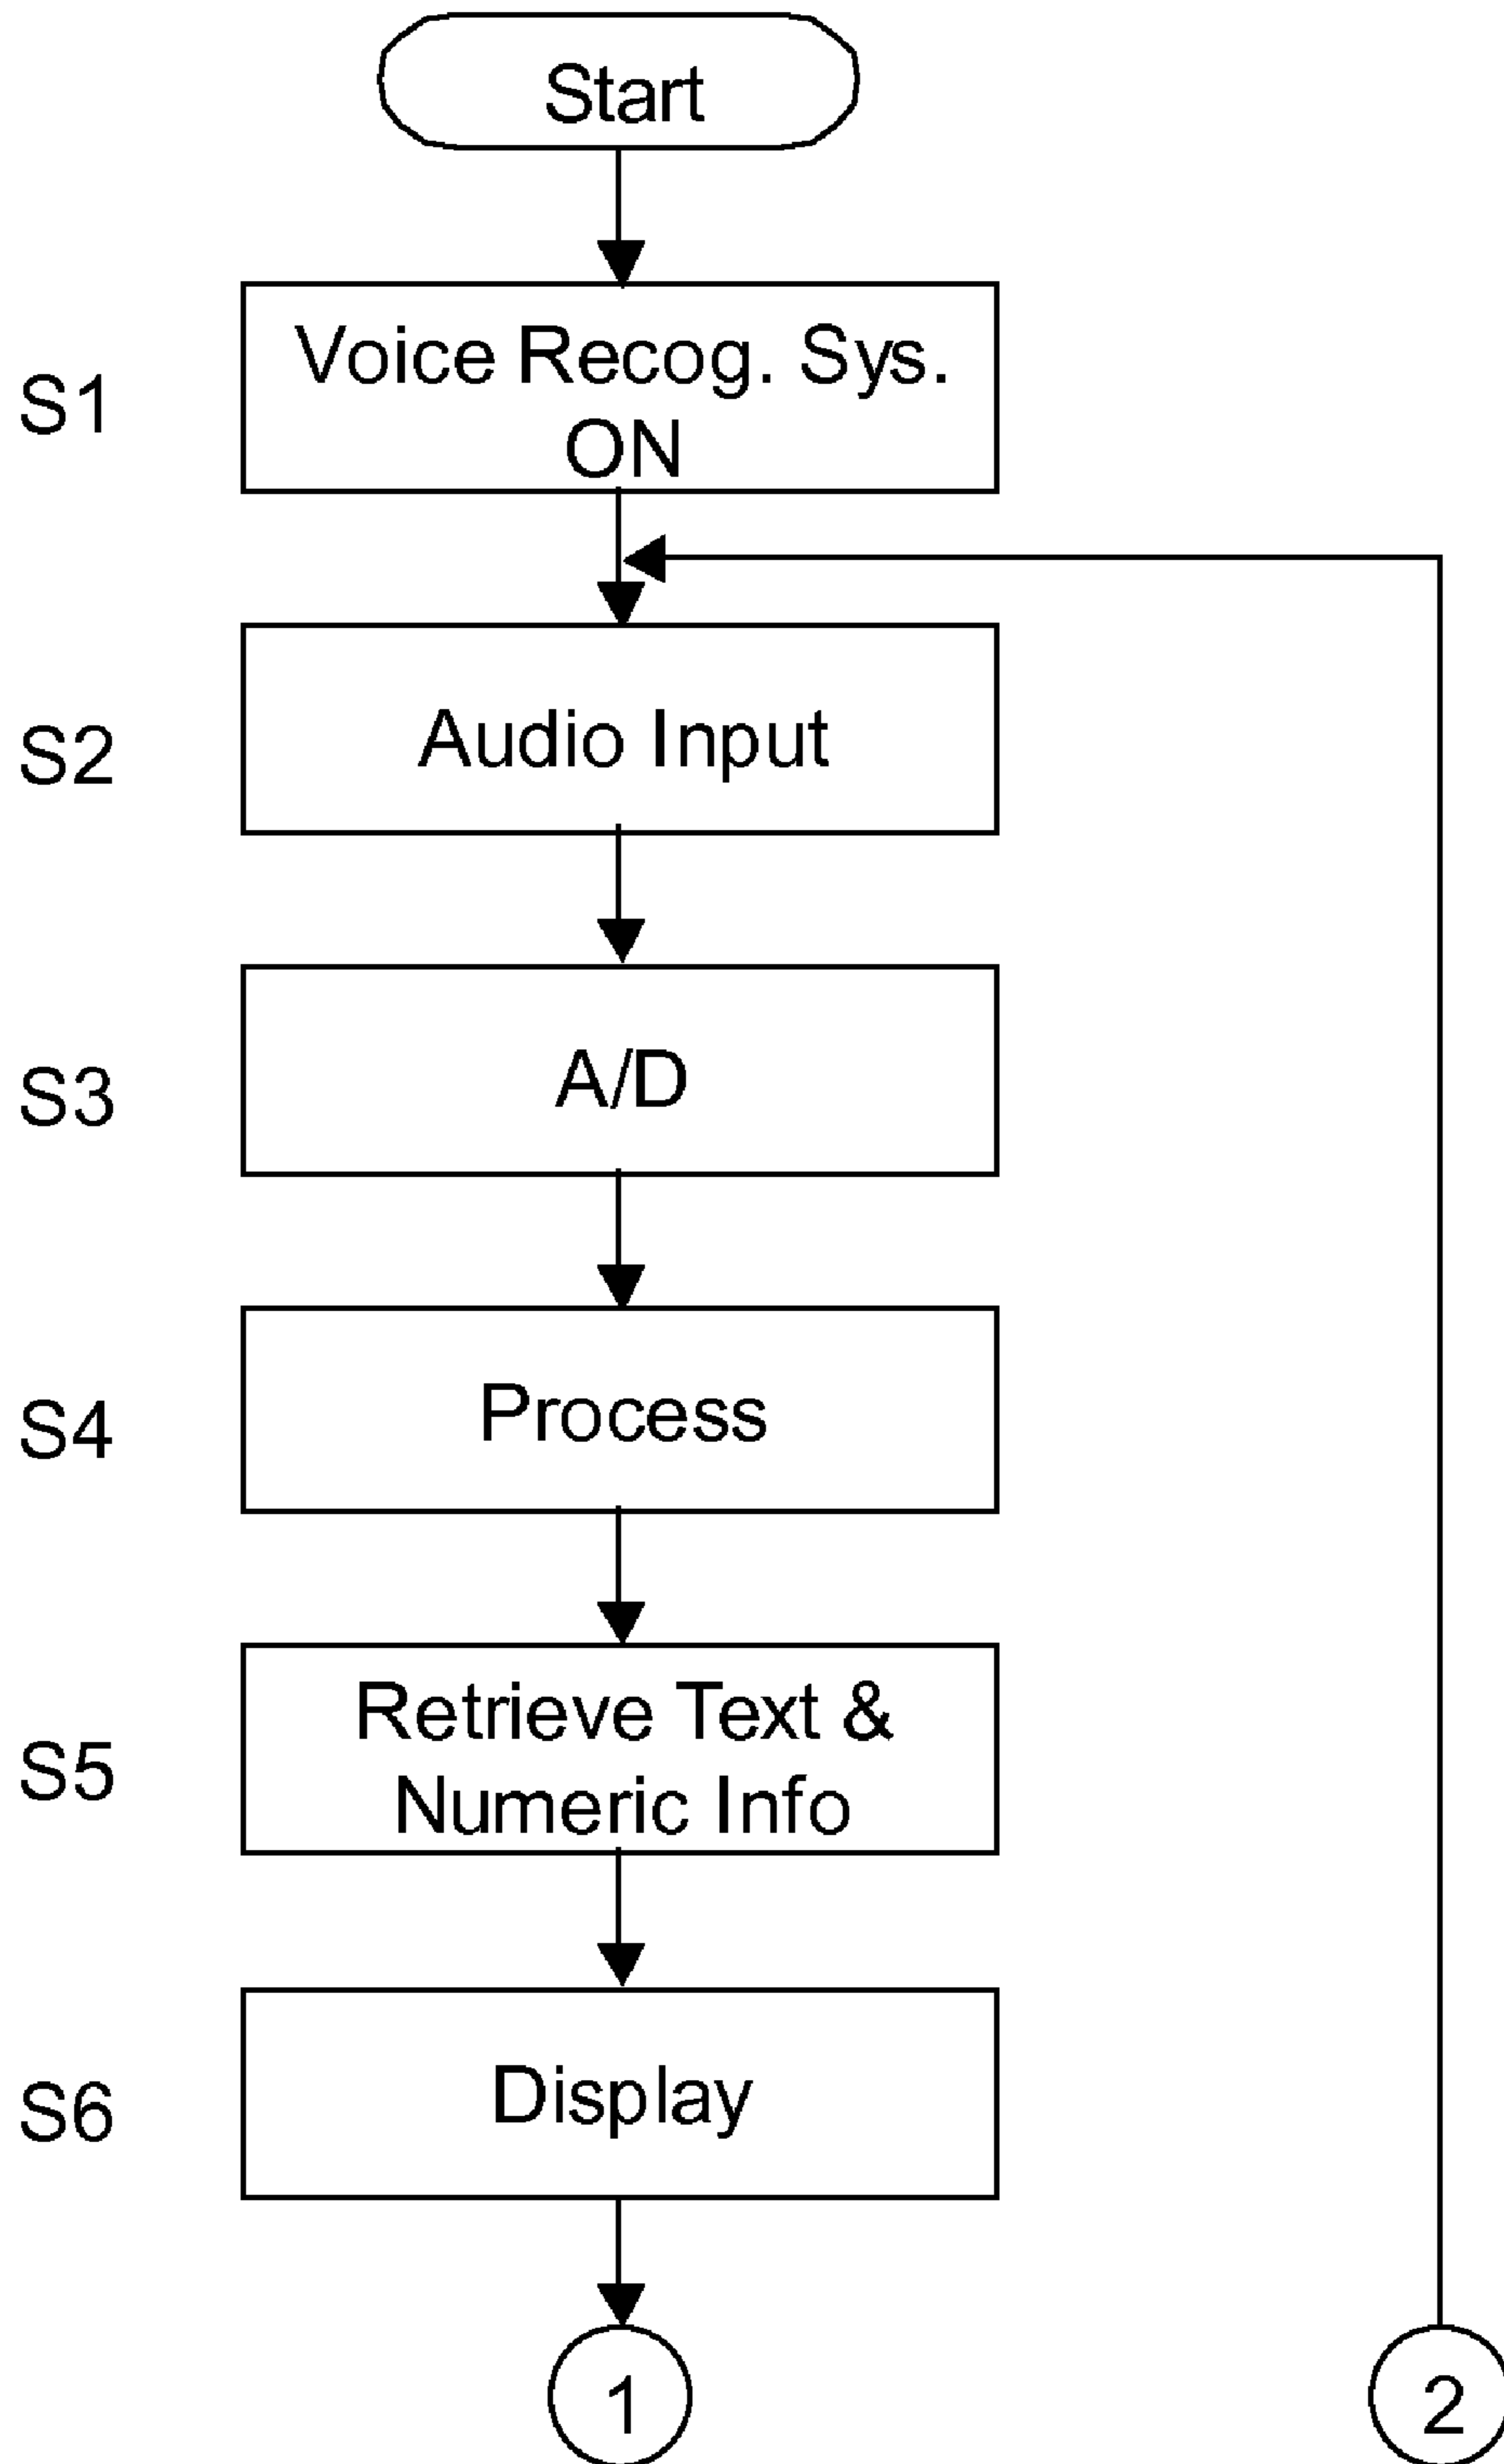 Start
S1
Voice Recog. Sys.
ON
S2
Audio Input
S3
A/D
S4
Process
S5
Retrieve Text &
Numeric Info
S6
Display
1
2